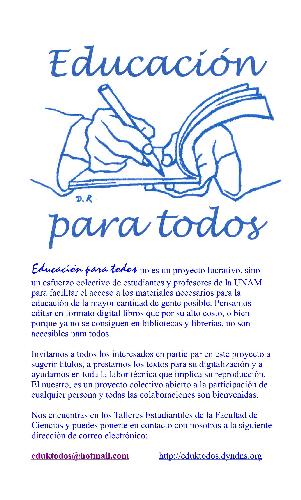 Educación
D.R
para todos
Educación para todos no es un proyecto lucrativo, sino
un esfuerzo colectivo de estudiantes y profesores de la UNAM
para facilitar el acceso a los materiales necesarios para la
educación de la mayor cantidad de gente posible. Pensamos
editar en formato digital libros que por su alto costo, o bien
porque ya no se consiguen en bibliotecas y librerías, no son
accesibles para todos.
Invitamos a todos los interesados en participar en este proyecto a
sugerir títulos, a prestarnos los textos para su digitalización y a
ayudarnos en toda la labor técnica que implica su reproducción.
El nuestro, es un proyecto colectivo abierto a la participación de
cualquier persona y todas las colaboraciones son bienvenidas.
Nos encuentras en los Talleres Estudiantiles de la Facultad de
Ciencias y puedes ponerte en contacto con nosotros a la siguiente
dirección de correo electrónico:
eduktodos@hotmail.com http://eduktodos.dyndns.org